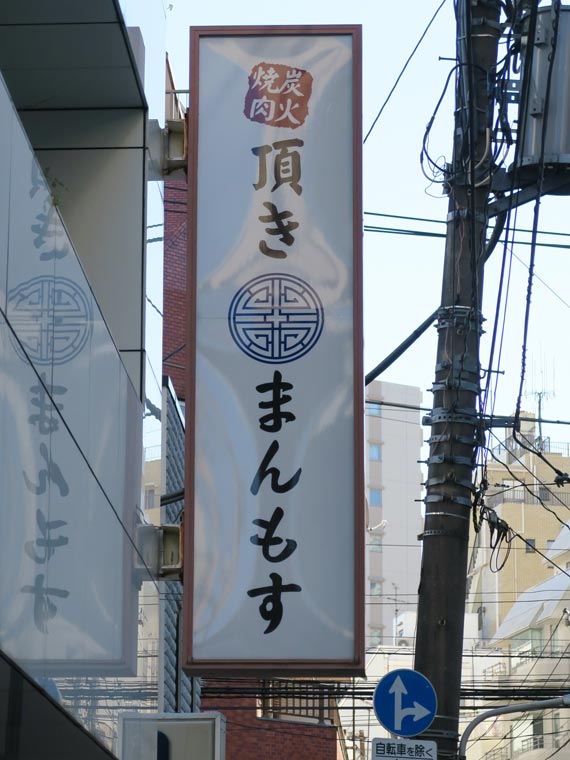 炭火
焼肉
頂き
まんもす
自転車を除く